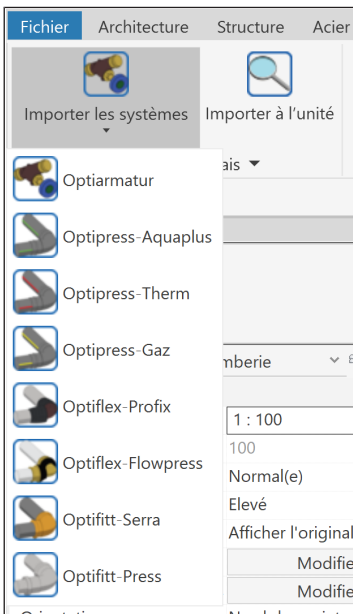 Fichier Architecture Structure Acier
Importer les systèmes Importer à l'unité
ais
Optiarmatur
Optipress-Aquaplus
Optipress-Therm
Optipress-Gaz
mberie
Optiflex-Profix
1 : 100
100
Optiflex-Flowpress
Normal(e)
Elevé
Optifitt-Serra
Afficher l'original
Modifie
Optifitt-Press
Modifie